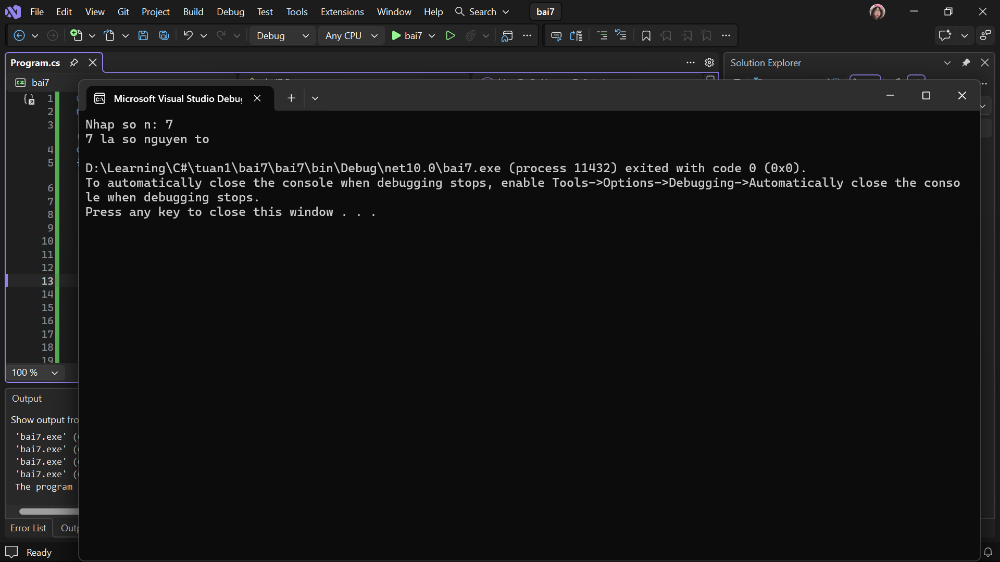 File Edit View Git Project Build Debug Test Tools Extensions Window Help Search bai7
Debug Any CPU bai7
Program.cs
Solution Explorer
C# bai7
Microsoft Visual Studio Debug
1
2
3
4
5
6
7
8
9
10
11
12
13
14
15
16
17
18
19
Nhap so n: 7
7 la so nguyen to
D:\Learning\C#\tuan1\bai7\bai7\bin\Debug\net10.0\bai7.exe (process 11432) exited with code 0 (0x0).
To automatically close the console when debugging stops, enable Tools->Options->Debugging->Automatically close the conso
le when debugging stops.
Press any key to close this window . . .
100 %
Output
Show output fro
'bai7.exe' (
'bai7.exe' (
'bai7.exe' (
'bai7.exe' (
The program
Error List Outp
Ready